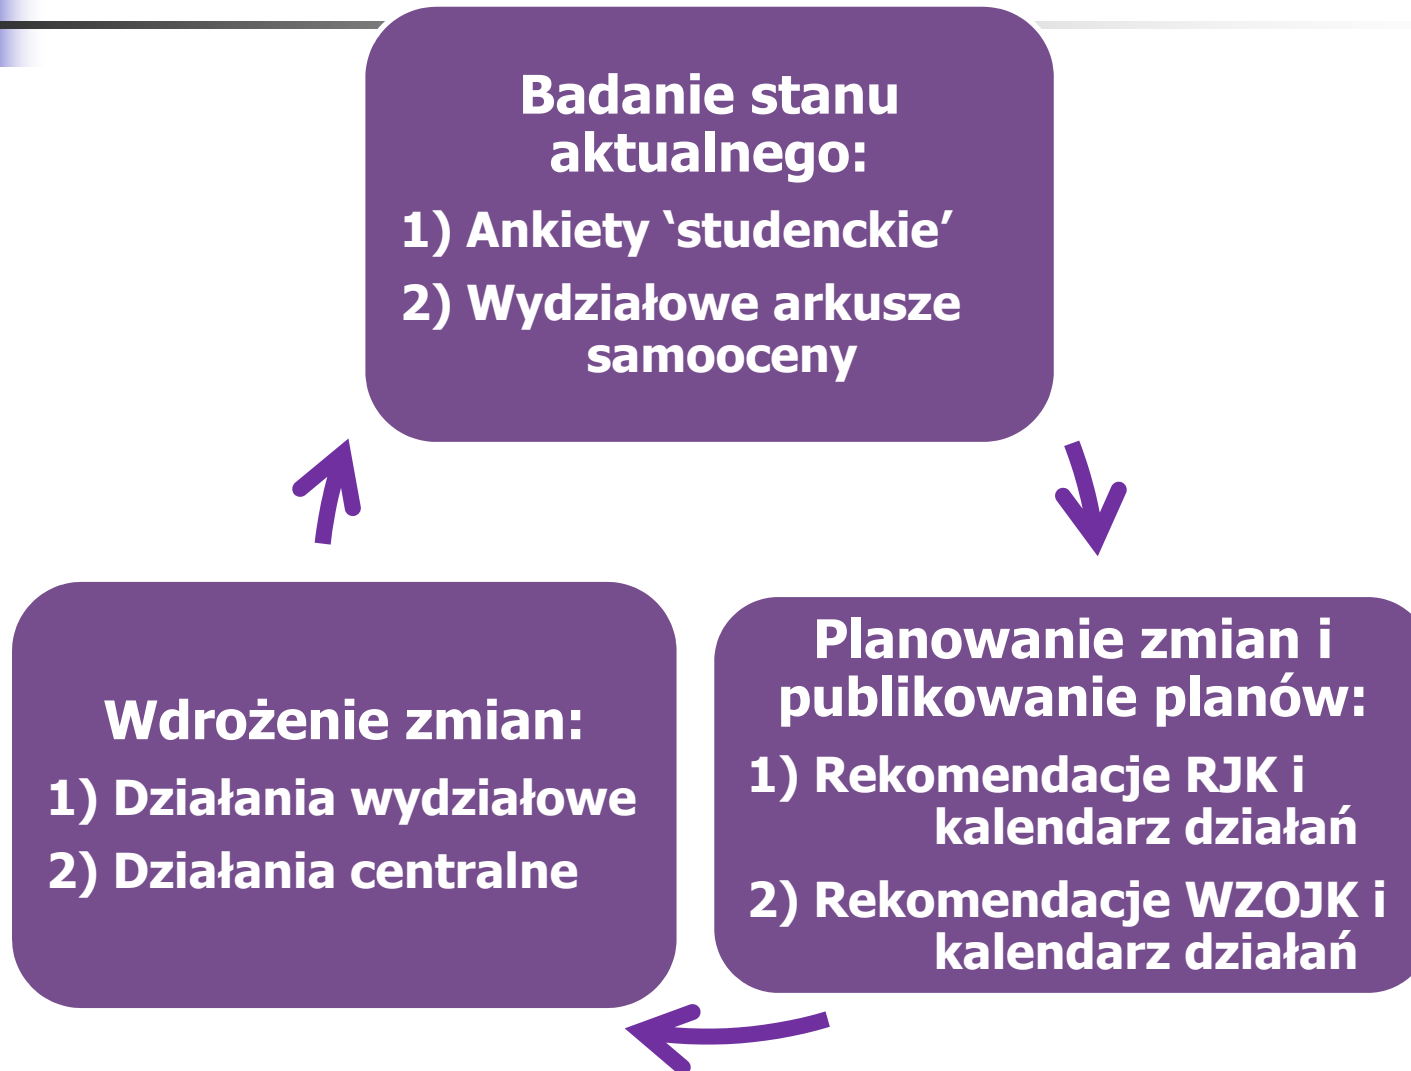 Badanie stanu
aktualnego:
1) Ankiety ‘studenckie’
2) Wydziałowe arkusze
samooceny
Planowanie zmian i
publikowanie planów:
1) Rekomendacje RJK i
kalendarz działań
2) Rekomendacje WZOJK i
kalendarz działań
Wdrożenie zmian:
1) Działania wydziałowe
2) Działania centralne